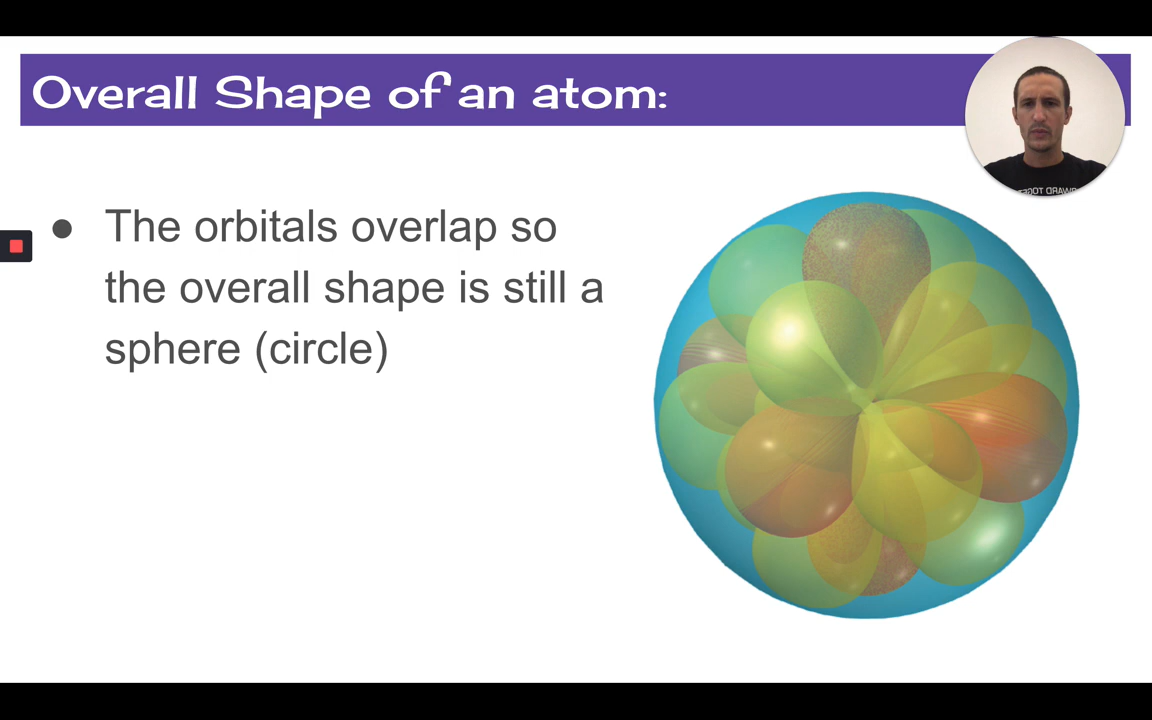 Overall Shape of an atom:
● The orbitals overlap so
the overall shape is still a
sphere (circle)